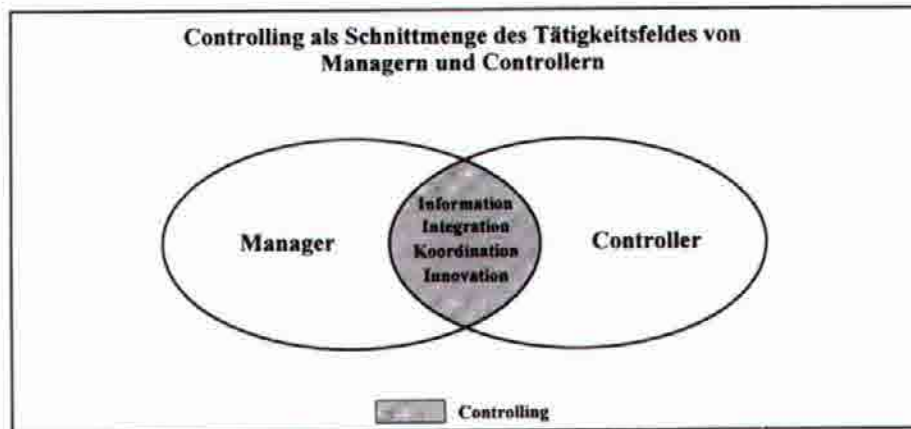 Controlling als Schnittmenge des Tätigkeitsfeldes von
Managern und Controllern
Manager
Information
Integration
Koordination
Innovation
Controller
Controlling